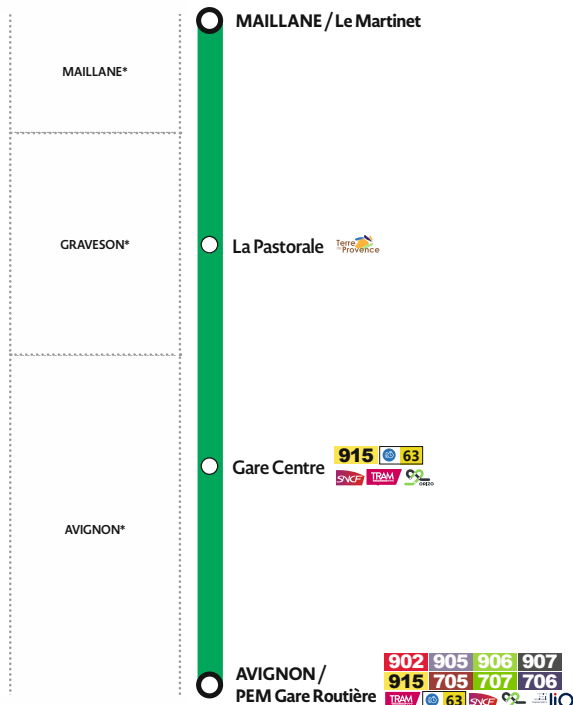 MAILLANE / Le Martinet
MAILLANE*
GRAVESON*
La Pastorale
Terre
Provence
Gare Centre
915 63
SNCF TRAM orizo
AVIGNON*
AVIGNON /
PEM Gare Routière
902 905 906 907
915 705 707 706
TRAM 63 SNCF liO